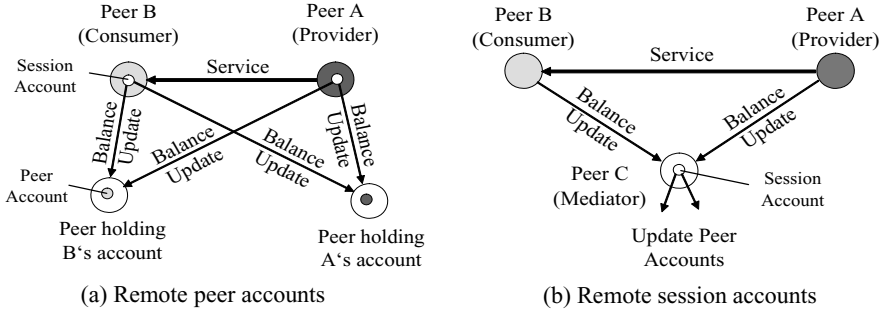 Peer B
(Consumer)
Peer A
(Provider)
Session
Account
Service
Balance
Update
Balance
Update
Balance
Update
Balance
Update
Peer
Account
Peer holding
B‘s account
Peer holding
A‘s account
(a) Remote peer accounts
Peer B
(Consumer)
Peer A
(Provider)
Service
Balance
Update
Balance
Update
Peer C
(Mediator)
Session
Account
Update Peer
Accounts
(b) Remote session accounts